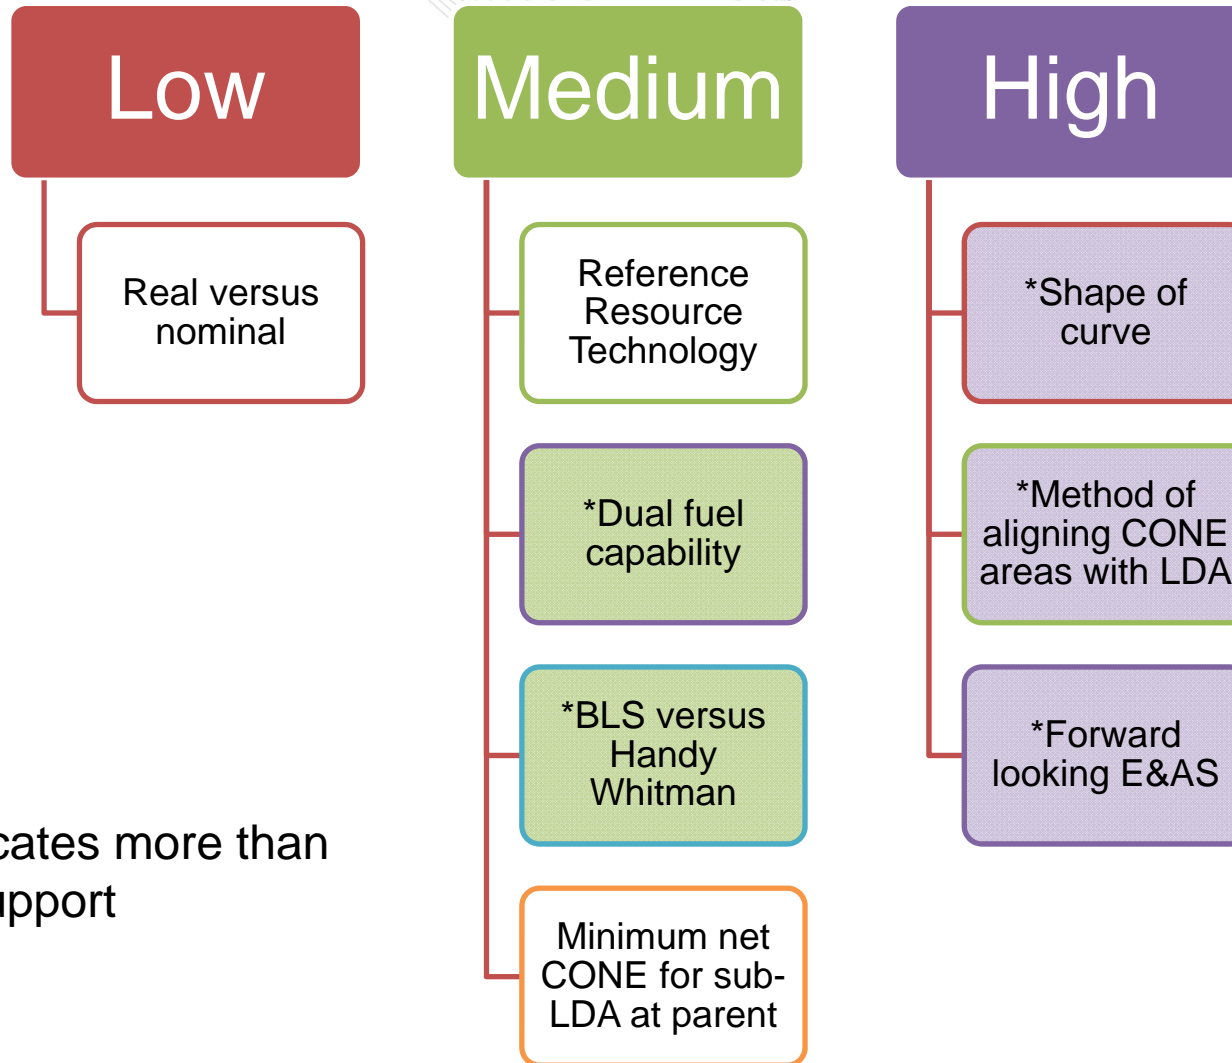 Low
Medium
High
Real versus
nominal
Reference
Resource
Technology
*Dual fuel
capability
*BLS versus
Handy
Whitman
Minimum net
CONE for sub-
LDA at parent
*Shape of
curve
*Method of
aligning CONE
areas with LDA
*Forward
looking E&AS
more than